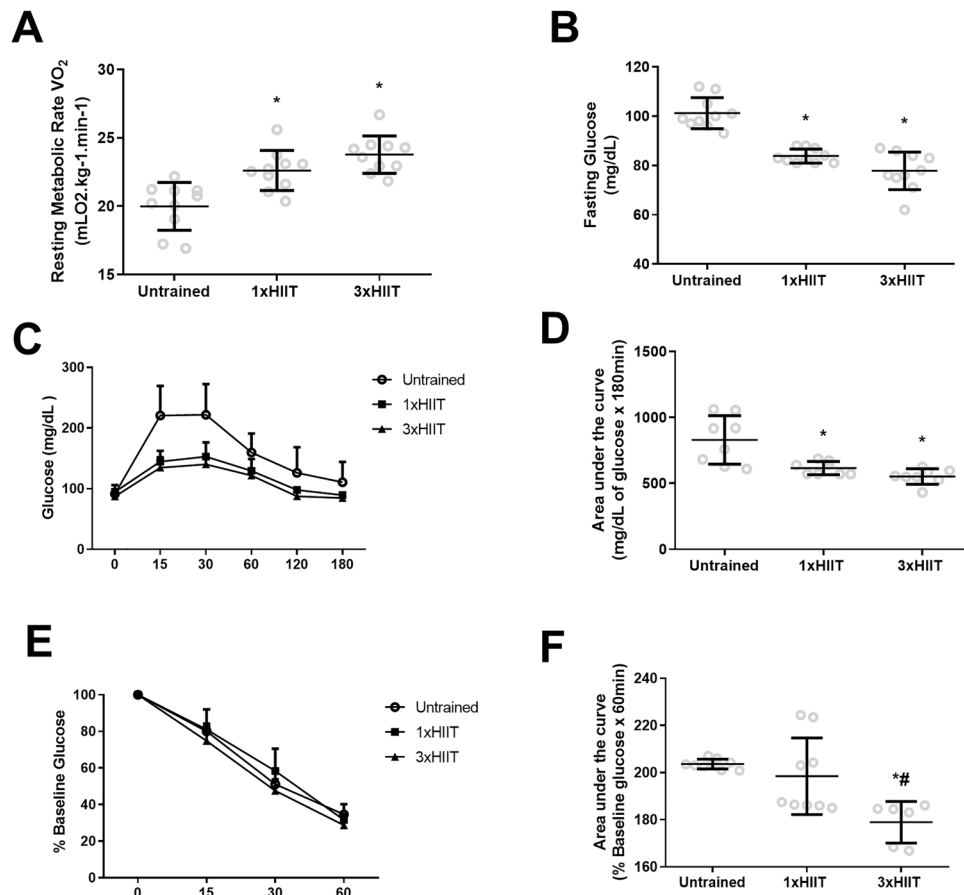 A
Resting Metabolic Rate VO2
(mLO2.kg-1.min-1)
30
25
20
15
*
*
Untrained
1xHIIT
3xHIIT
B
Fasting Glucose
(mg/dL)
120
100
80
60
40
*
*
Untrained
1xHIIT
3xHIIT
C
Glucose (mg/dL )
300
200
100
0
0
15
30
60
120
180
Untrained
1xHIIT
3xHIIT
D
Area under the curve
(mg/dL of glucose x 180min)
1500
1000
500
0
*
*
Untrained
1xHIIT
3xHIIT
E
% Baseline Glucose
100
80
60
40
20
0
0
15
30
60
Untrained
1xHIIT
3xHIIT
F
Area under the curve
(% Baseline glucose x 60min)
220
200
180
160
*#
Untrained
1xHIIT
3xHIIT